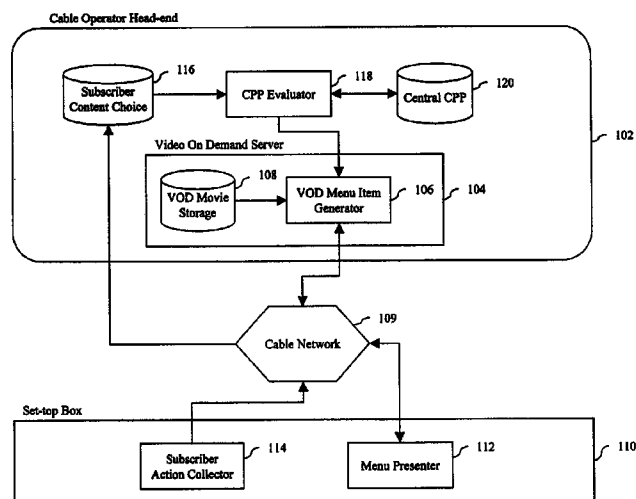 Cable Operator Head-end
116
Subscriber
Content Choice
118
CPP Evaluator
120
Central CPP
102
Video On Demand Server
108
VOD Movie
Storage
VOD Menu Item
Generator
106
104
109
Cable Network
Set-top Box
Subscriber
Action Collector
114
Menu Presenter
112
110